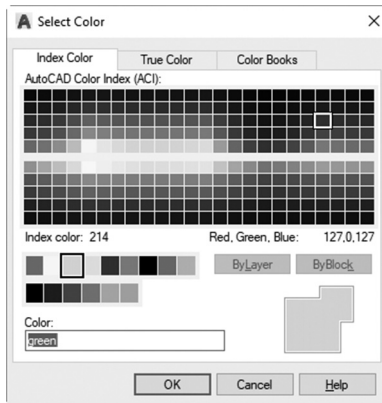 Select Color
Index Color True Color Color Books
AutoCAD Color Index (ACI):
Index color: 214 Red, Green, Blue: 127,0,127
ByLayer ByBlock
Color:
green
OK Cancel Help